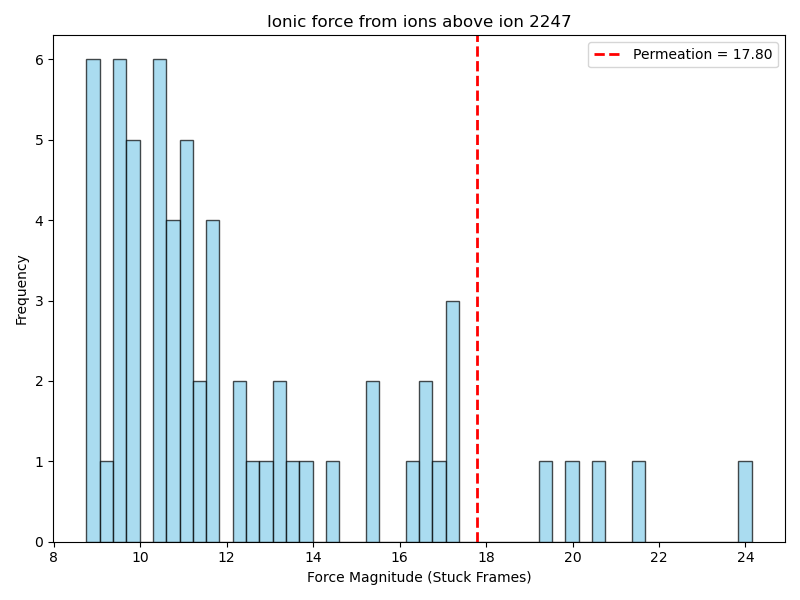 Ionic force from ions above ion 2247
Permeation = 17.80
Frequency
6
5
4
3
2
1
0
8 10 12 14 16 18 20 22 24
Force Magnitude (Stuck Frames)